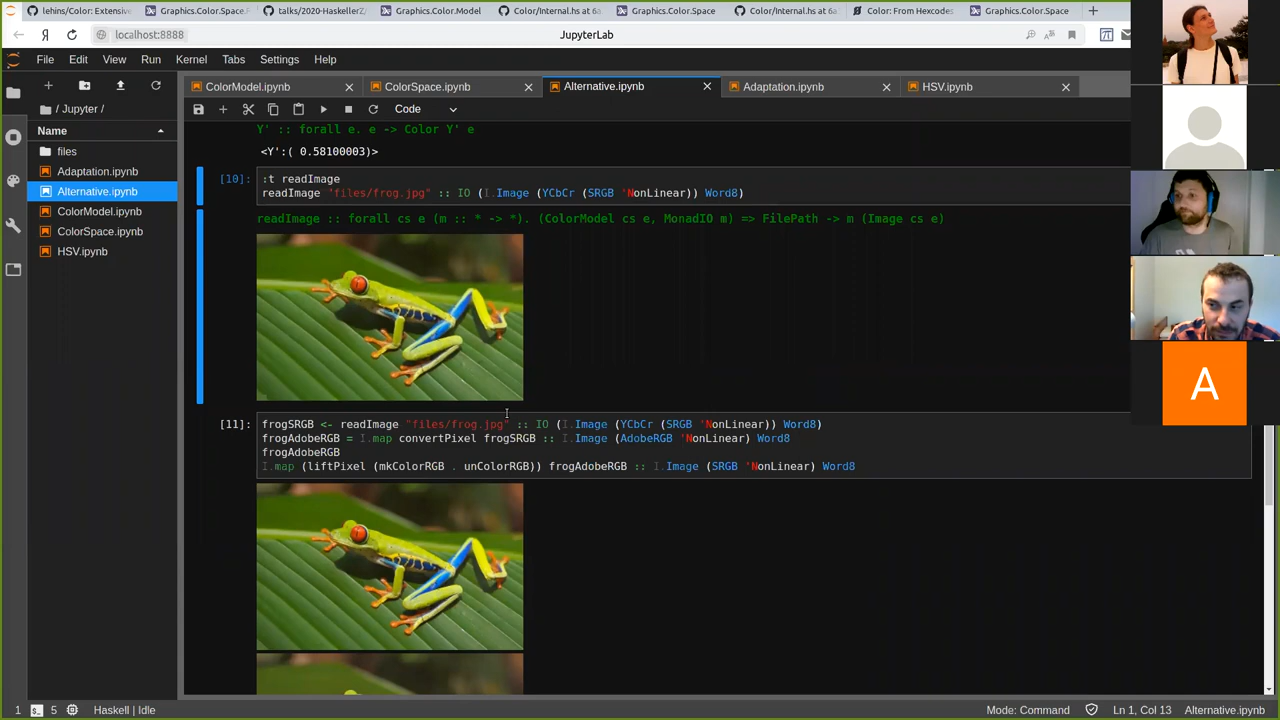 lehins/Color: Extensiv
Graphics.Color.Space.F
talks/2020-HaskellerZ,
Graphics.Color.Model
Color/Internal.hs at 6a
Graphics.Color.Space.
Color/Internal.hs at 6a
Color: From Hexcodes
Graphics.Color.Space
localhost:8888
JupyterLab
File Edit View Run Kernel Tabs Settings Help
ColorModel.ipynb
ColorSpace.ipynb
Alternative.ipynb
Adaptation.ipynb
HSV.ipynb
/ Jupyter /
Code
Name
files
Adaptation.ipynb
Alternative.ipynb
ColorModel.ipynb
ColorSpace.ipynb
HSV.ipynb
Y' :: forall e. e -> Color Y' e
<Y':( 0.58100003)>
[10]: :t readImage
readImage "files/frog.jpg" :: IO (I.Image (YCbCr (SRGB 'NonLinear)) Word8)
readImage :: forall cs e (m :: * -> *). (ColorModel cs e, MonadIO m) => FilePath -> m (Image cs e)
[11]: frogSRGB <- readImage "files/frog.jpg" :: IO (I.Image (YCbCr (SRGB 'NonLinear)) Word8)
frogAdobeRGB = I.map convertPixel frogSRGB :: I.Image (AdobeRGB 'NonLinear) Word8
frogAdobeRGB
I.map (liftPixel (mkColorRGB . unColorRGB)) frogAdobeRGB :: I.Image (SRGB 'NonLinear) Word8
A
1 5 Haskell | Idle
Mode: Command
Ln 1, Col 13
Alternative.ipynb